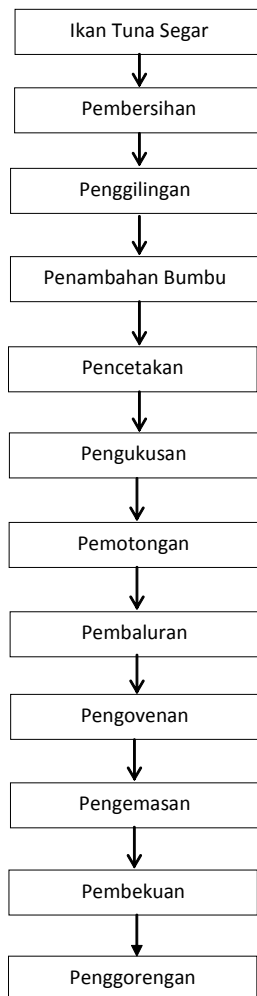 Ikan Tuna Segar
Pembersihan
Penggilingan
Penambahan Bumbu
Pencetakan
Pengukusan
Pemotongan
Pembaluran
Pengovenan
Pengemasan
Pembekuan
Penggorengan